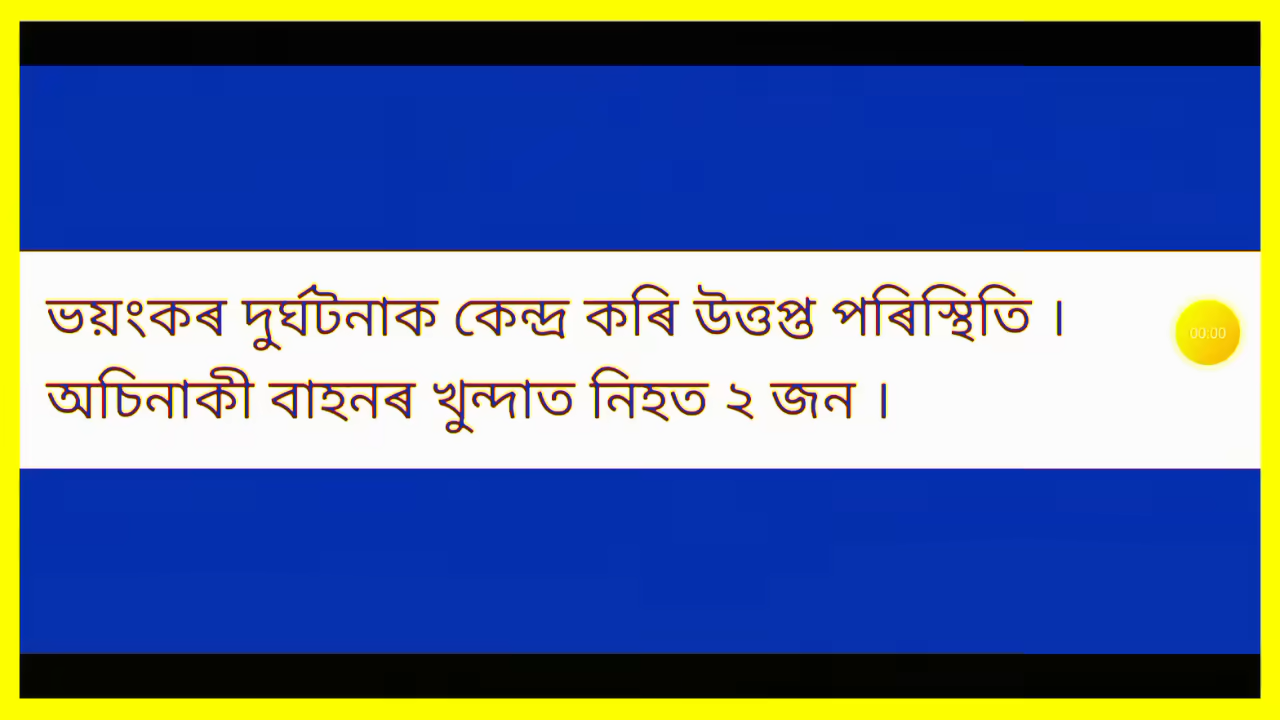 ভয়ংকৰ দুৰ্ঘটনাক কেন্দ্ৰ কৰি উত্তপ্ত পৰিস্থিতি ।
00:00
অচিনাকী বাহনৰ খুন্দাত নিহত ২ জন ।